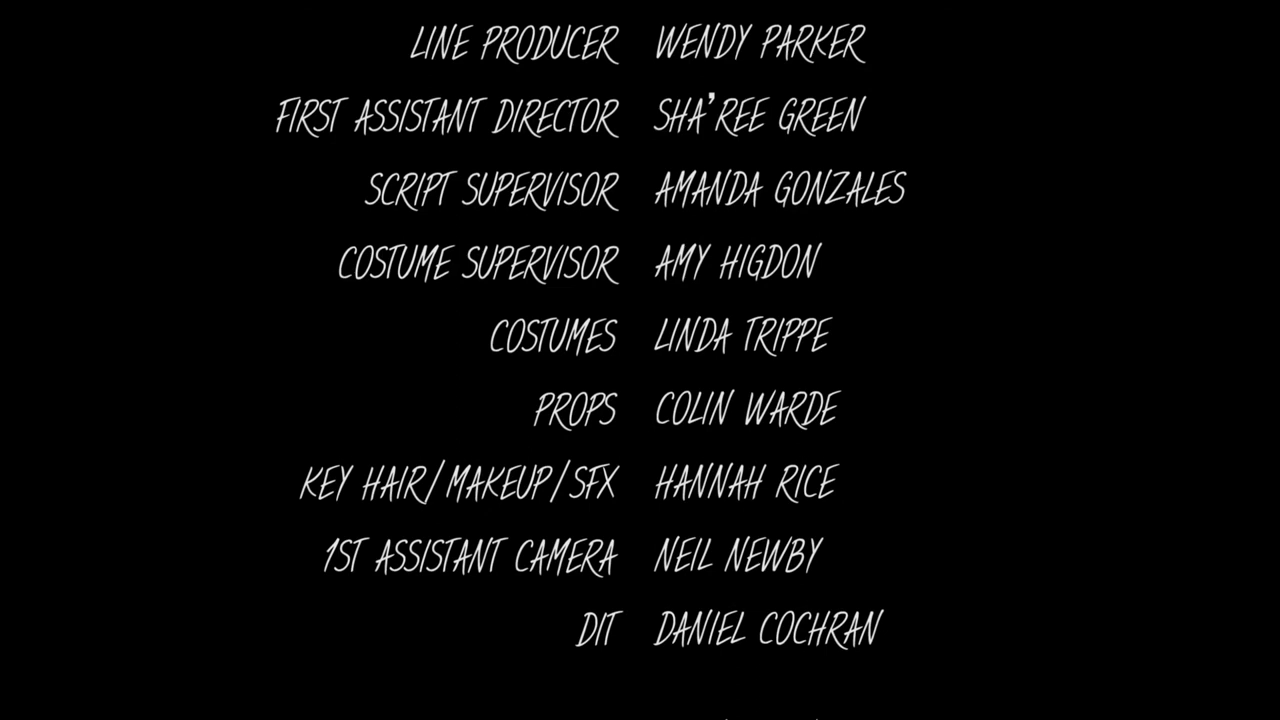 LINE PRODUCER WENDY PARKER
FIRST ASSISTANT DIRECTOR SHA'REE GREEN
SCRIPT SUPERVISOR AMANDA GONZALES
COSTUME SUPERVISOR AMY HIGDON
COSTUMES LINDA TRIPPE
PROPS COLIN WARDE
KEY HAIR/MAKEUP/SFX HANNAH RICE
1ST ASSISTANT CAMERA NEIL NEWBY
DIT DANIEL COCHRAN